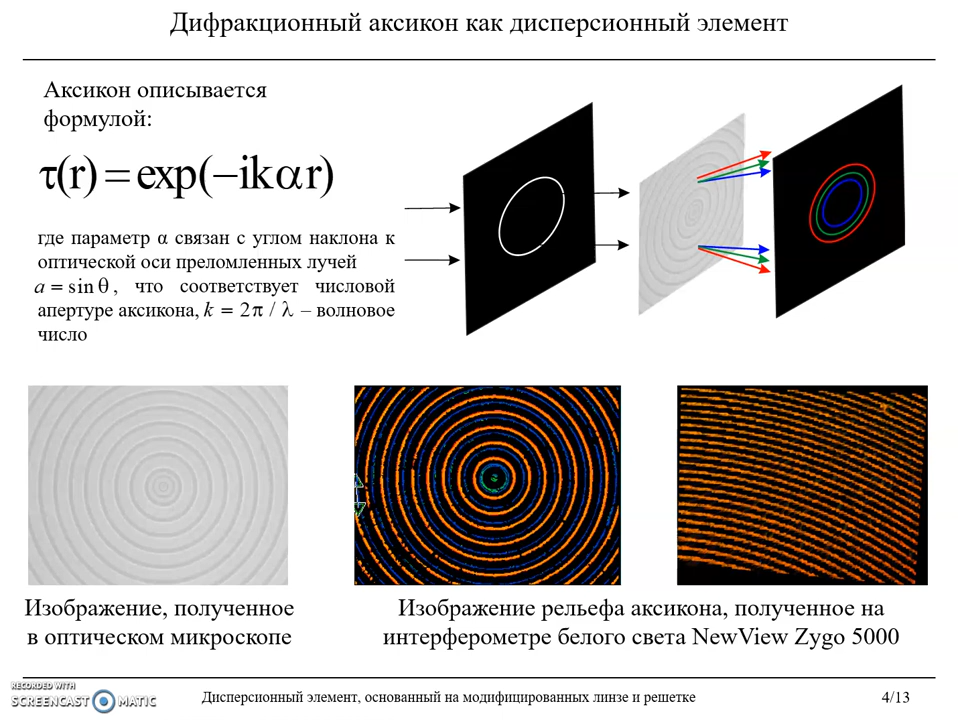 Дифракционный аксикон как дисперсионный элемент
Аксикон описывается
формулой:
τ(r) = exp(−ikαr)
где параметр α связан с углом наклона к
оптической оси преломленных лучей
a = sin θ , что соответствует числовой
апертуре аксикона, k = 2π / λ – волновое
число
Изображение, полученное
в оптическом микроскопе
Изображение рельефа аксикона, полученное на
интерферометре белого света NewView Zygo 5000
RECORDED WITH
SCREENCAST MATIC
Дисперсионный элемент, основанный на модифицированных линзе и решетке
4/13